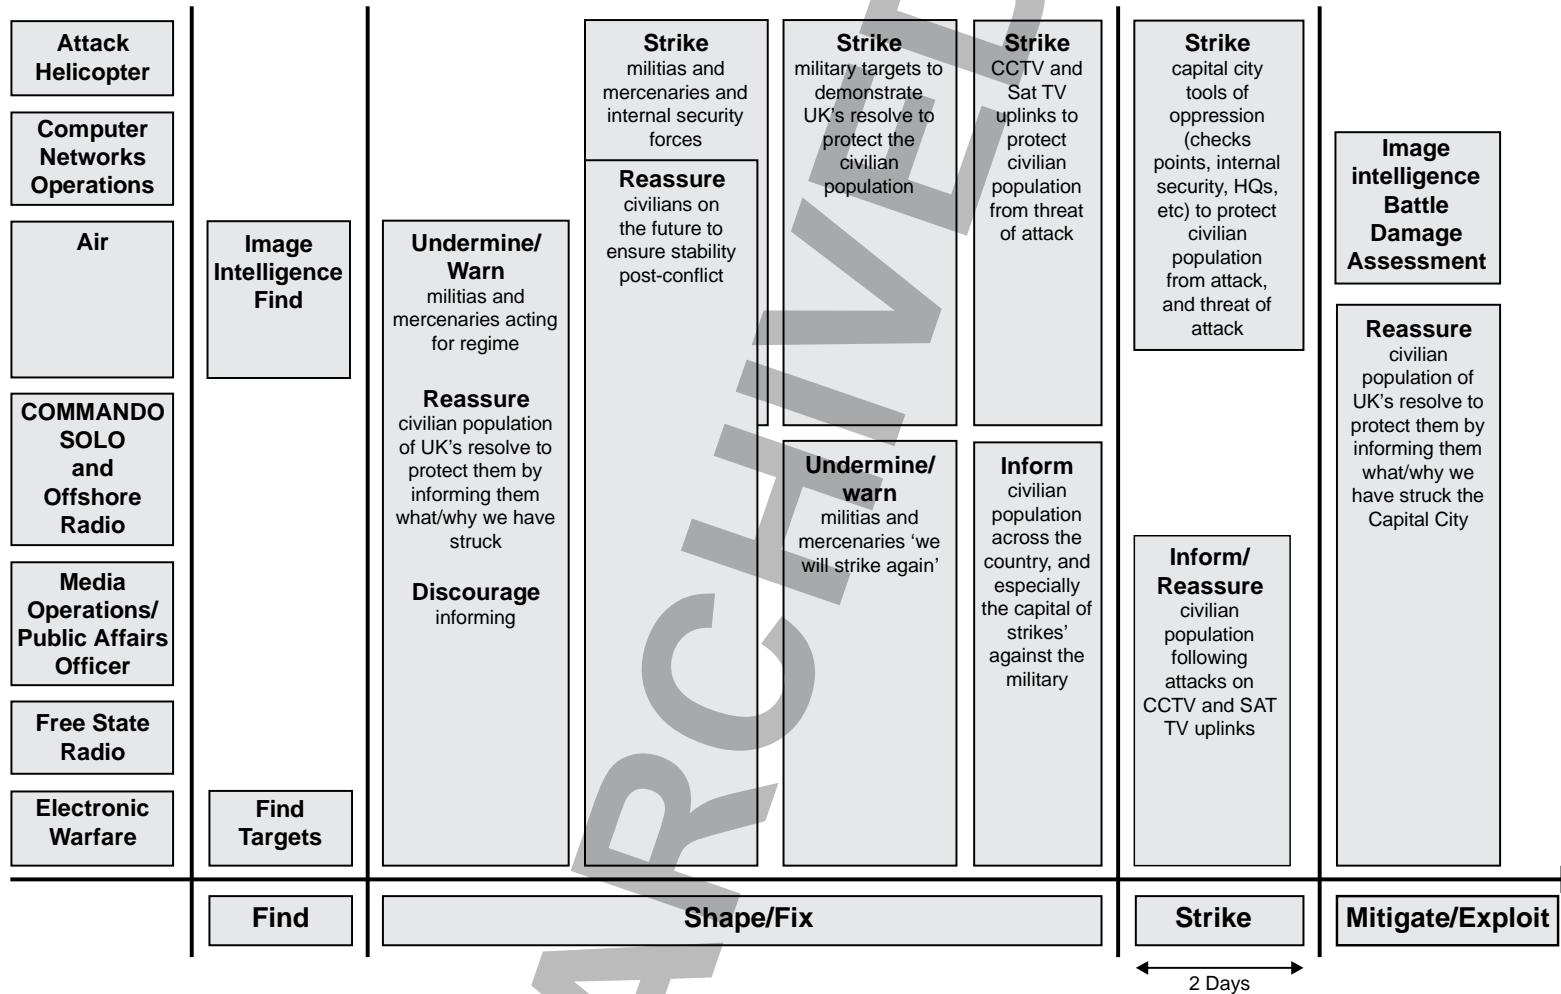 Attack
Helicopter
Computer
Networks
Operations
Air
COMMANDO
SOLO
and
Offshore
Radio
Media
Operations/
Public Affairs
Officer
Free State
Radio
Electronic
Warfare
Image
Intelligence
Find
Find
Targets
Undermine/
Warn
militias and
mercenaries acting
for regime
Reassure
civilian population
of UK's resolve to
protect them by
informing them
what/why we have
struck
Discourage
informing
Strike
militias and
mercenaries and
internal security
forces
Reassure
civilians on
the future to
ensure stability
post-conflict
Strike
military targets to
demonstrate
UK's resolve to
protect the
civilian
population
Undermine/
warn
militias and
mercenaries ‘we
will strike again’
Strike
CCTV and
Sat TV
uplinks to
protect
civilian
population
from threat
of attack
Inform
civilian
population
across the
country, and
especially
the capital of
strikes’
against the
military
Strike
capital city
tools of
oppression
(checks
points, internal
security, HQs,
etc) to protect
civilian
population
from attack,
and threat of
attack
Inform/
Reassure
civilian
population
following
attacks on
CCTV and SAT
TV uplinks
Image
intelligence
Battle
Damage
Assessment
Reassure
civilian
population of
UK's resolve to
protect them by
informing them
what/why we
have struck the
Capital City
Find
Shape/Fix
Strike
Mitigate/Exploit
2 Days
ARCHIVED